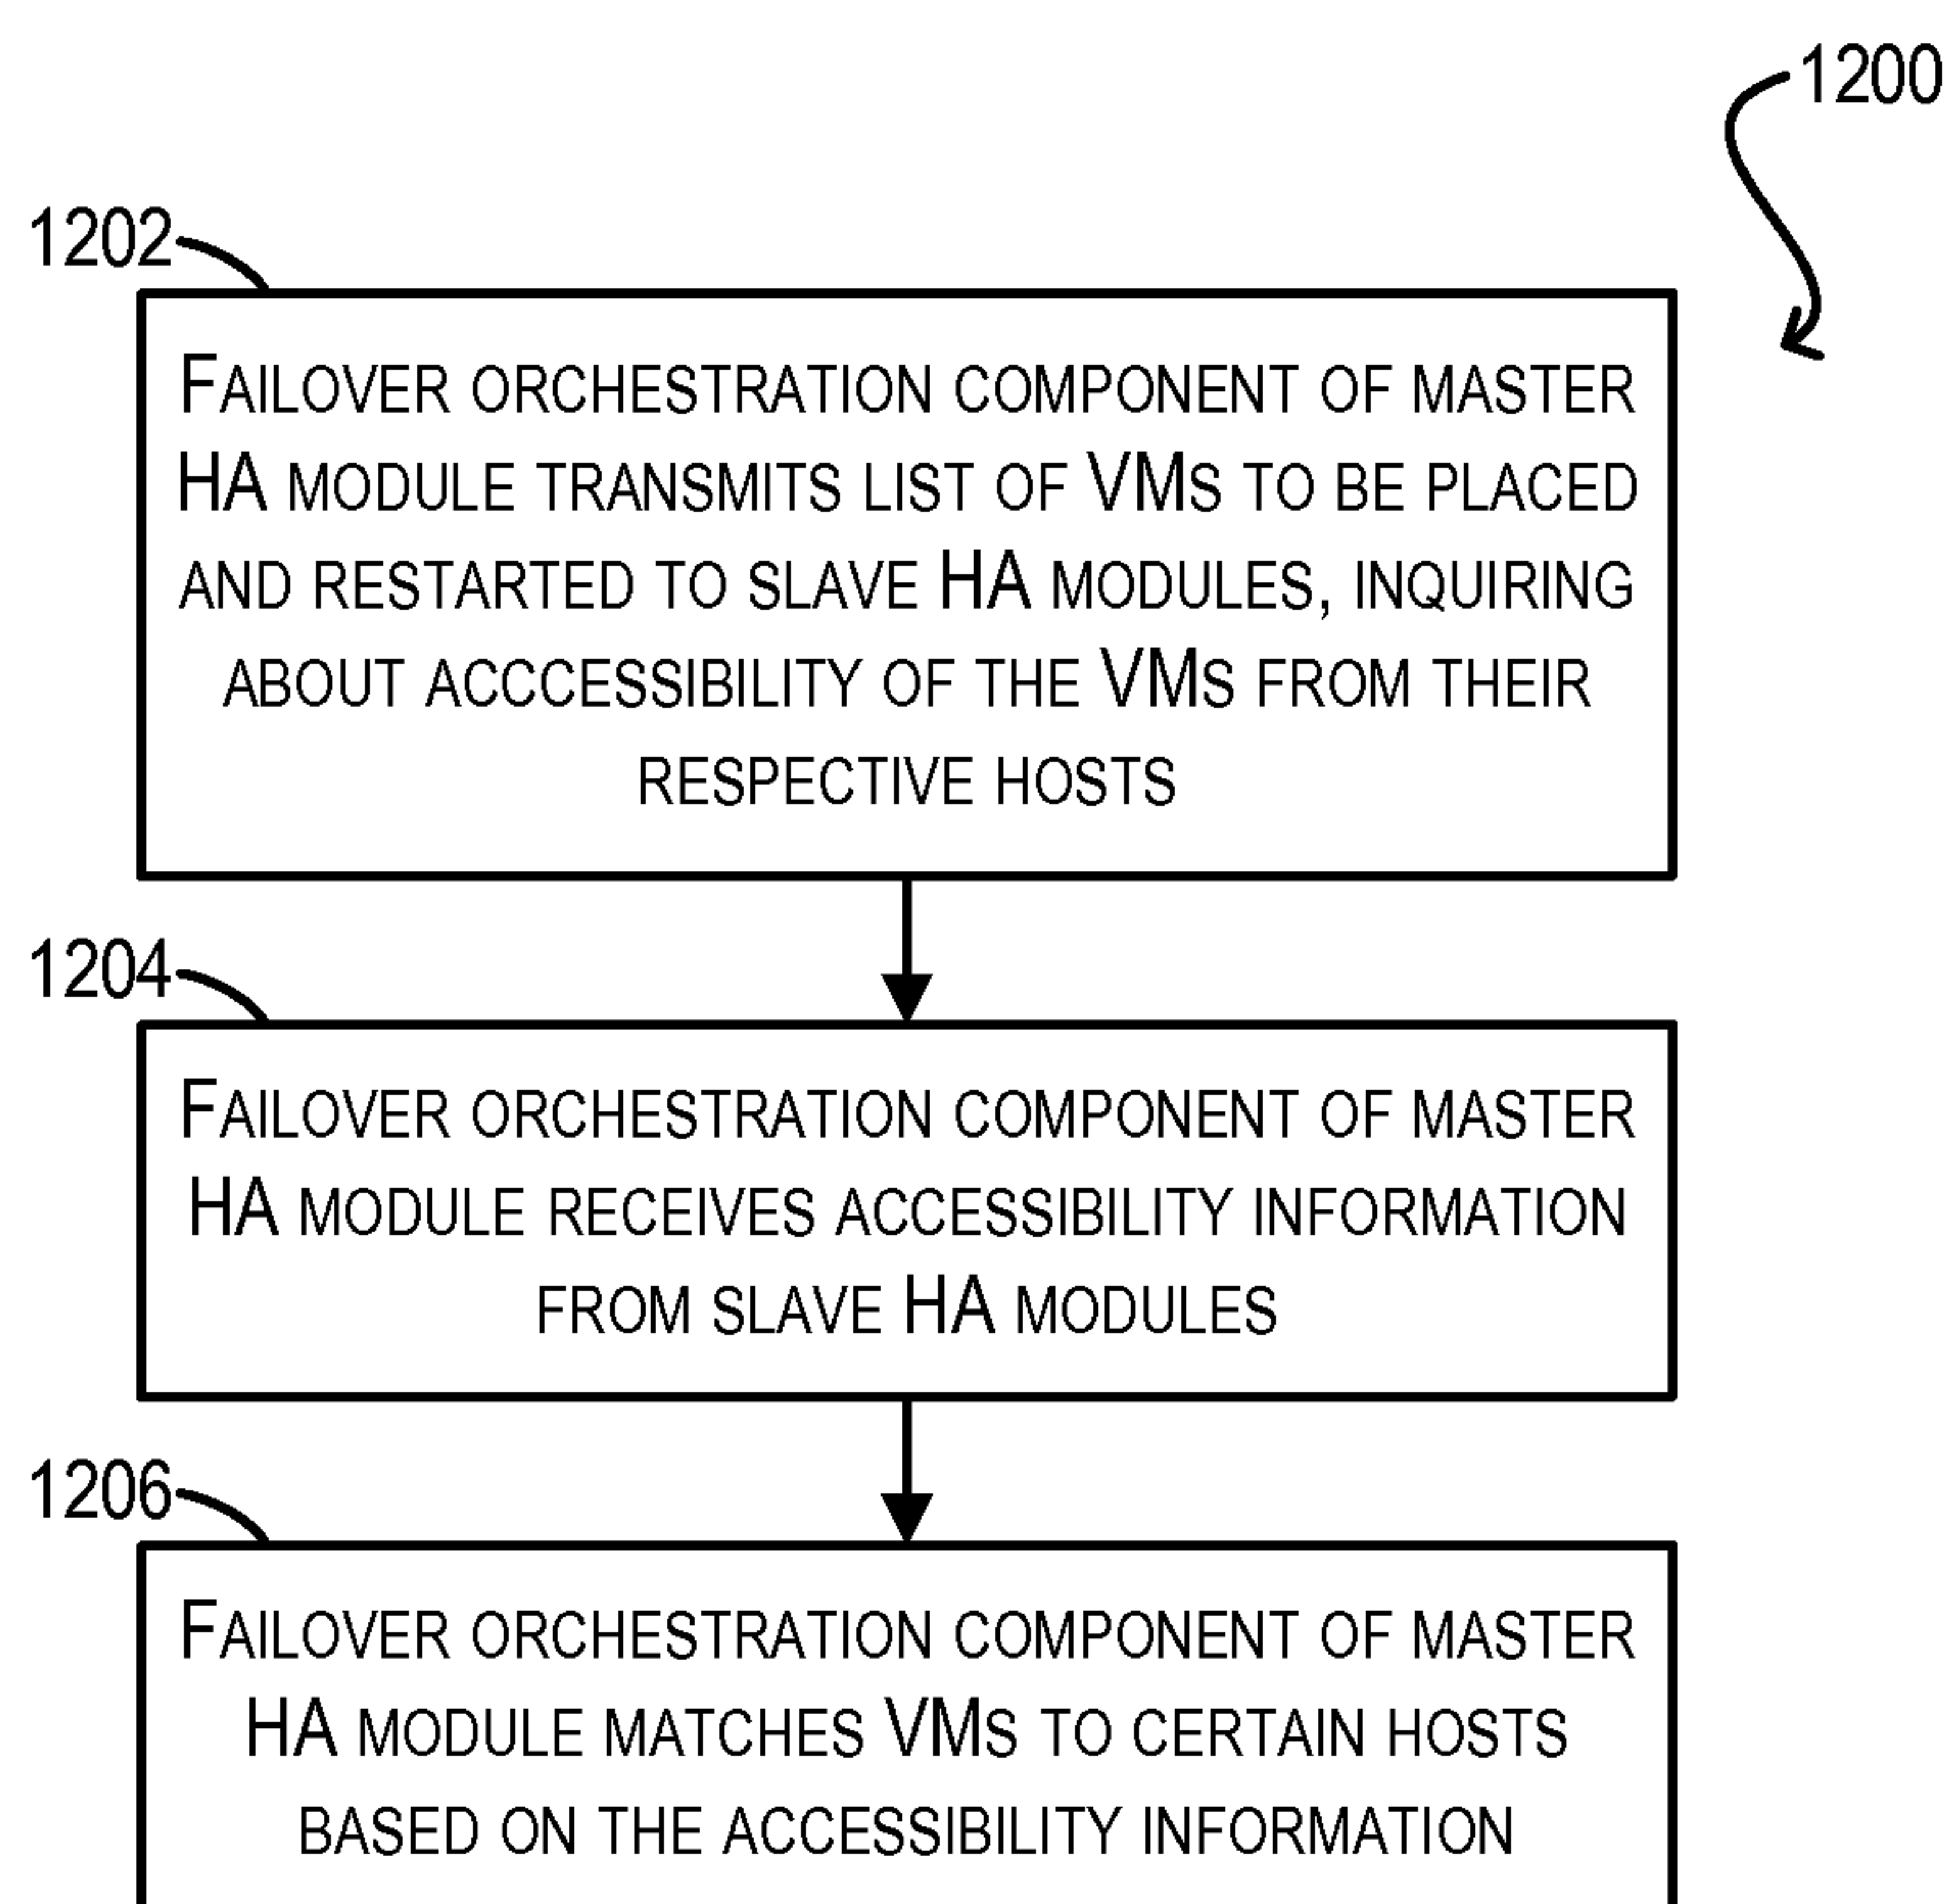 1200
1202
Failover orchestration component of master
HA module transmits list of VMs to be placed
and restarted to slave HA modules, inquiring
about acccessibility of the VMs from their
respective hosts
1204
Failover orchestration component of master
HA module receives accessibility information
from slave HA modules
1206
Failover orchestration component of master
HA module matches VMs to certain hosts
based on the accessibility information